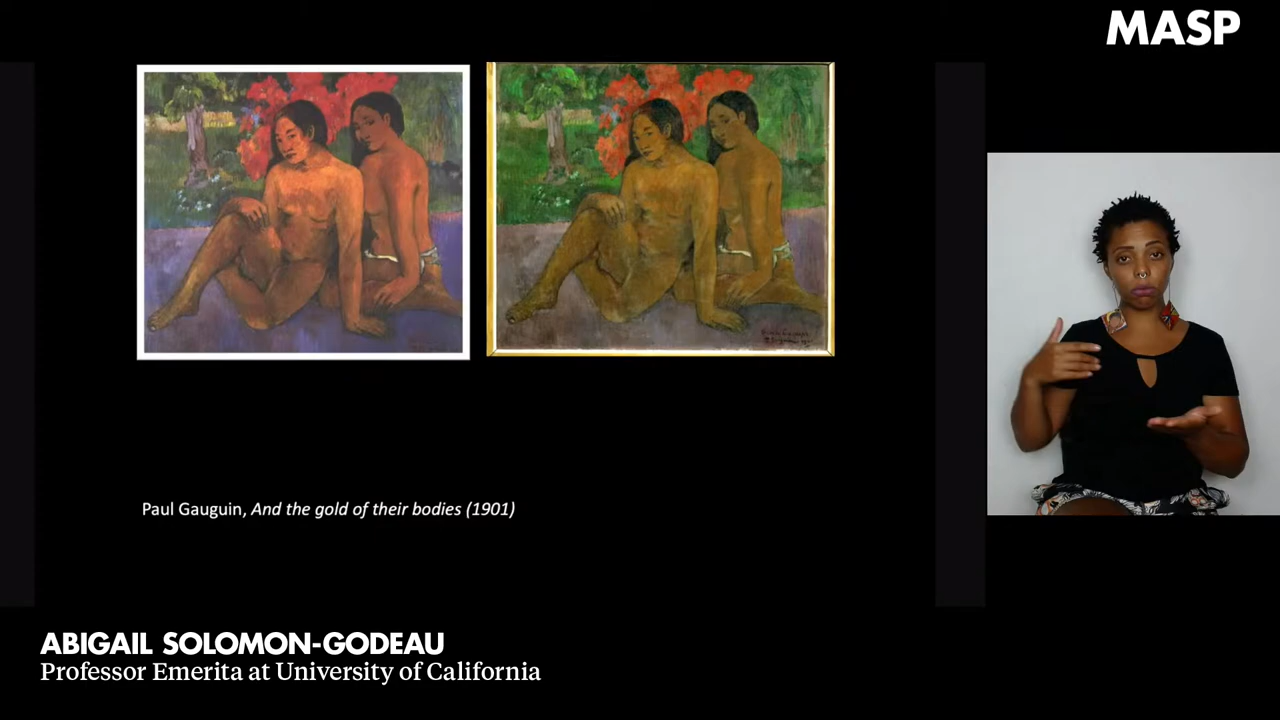 MASP
Paul Gauguin, And the gold of their bodies (1901)
ABIGAIL SOLOMON-GODEAU
Professor Emerita at University of California